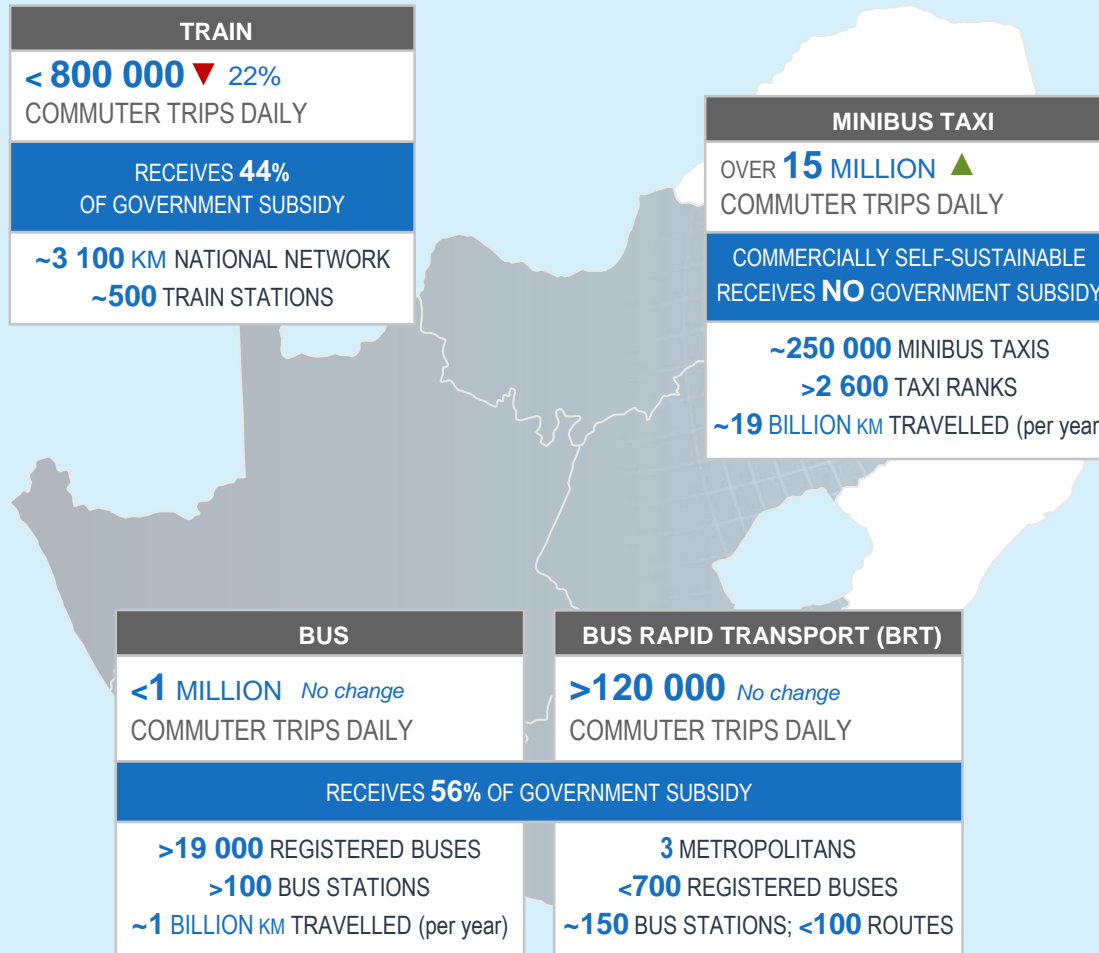 TRAIN
< 800 000 ▼ 22%
COMMUTER TRIPS DAILY
RECEIVES 44%
OF GOVERNMENT SUBSIDY
~3 100 KM NATIONAL NETWORK
~500 TRAIN STATIONS
MINIBUS TAXI
OVER 15 MILLION ▲
COMMUTER TRIPS DAILY
COMMERCIALLY SELF-SUSTAINABLE
RECEIVES NO GOVERNMENT SUBSIDY
~250 000 MINIBUS TAXIS
>2 600 TAXI RANKS
~19 BILLION KM TRAVELLED (per year
BUS
<1 MILLION No change
COMMUTER TRIPS DAILY
BUS RAPID TRANSPORT (BRT)
>120 000 No change
COMMUTER TRIPS DAILY
RECEIVES 56% OF GOVERNMENT SUBSIDY
>19 000 REGISTERED BUSES
>100 BUS STATIONS
~1 BILLION KM TRAVELLED (per year)
3 METROPOLITANS
<700 REGISTERED BUSES
~150 BUS STATIONS; <100 ROUTES